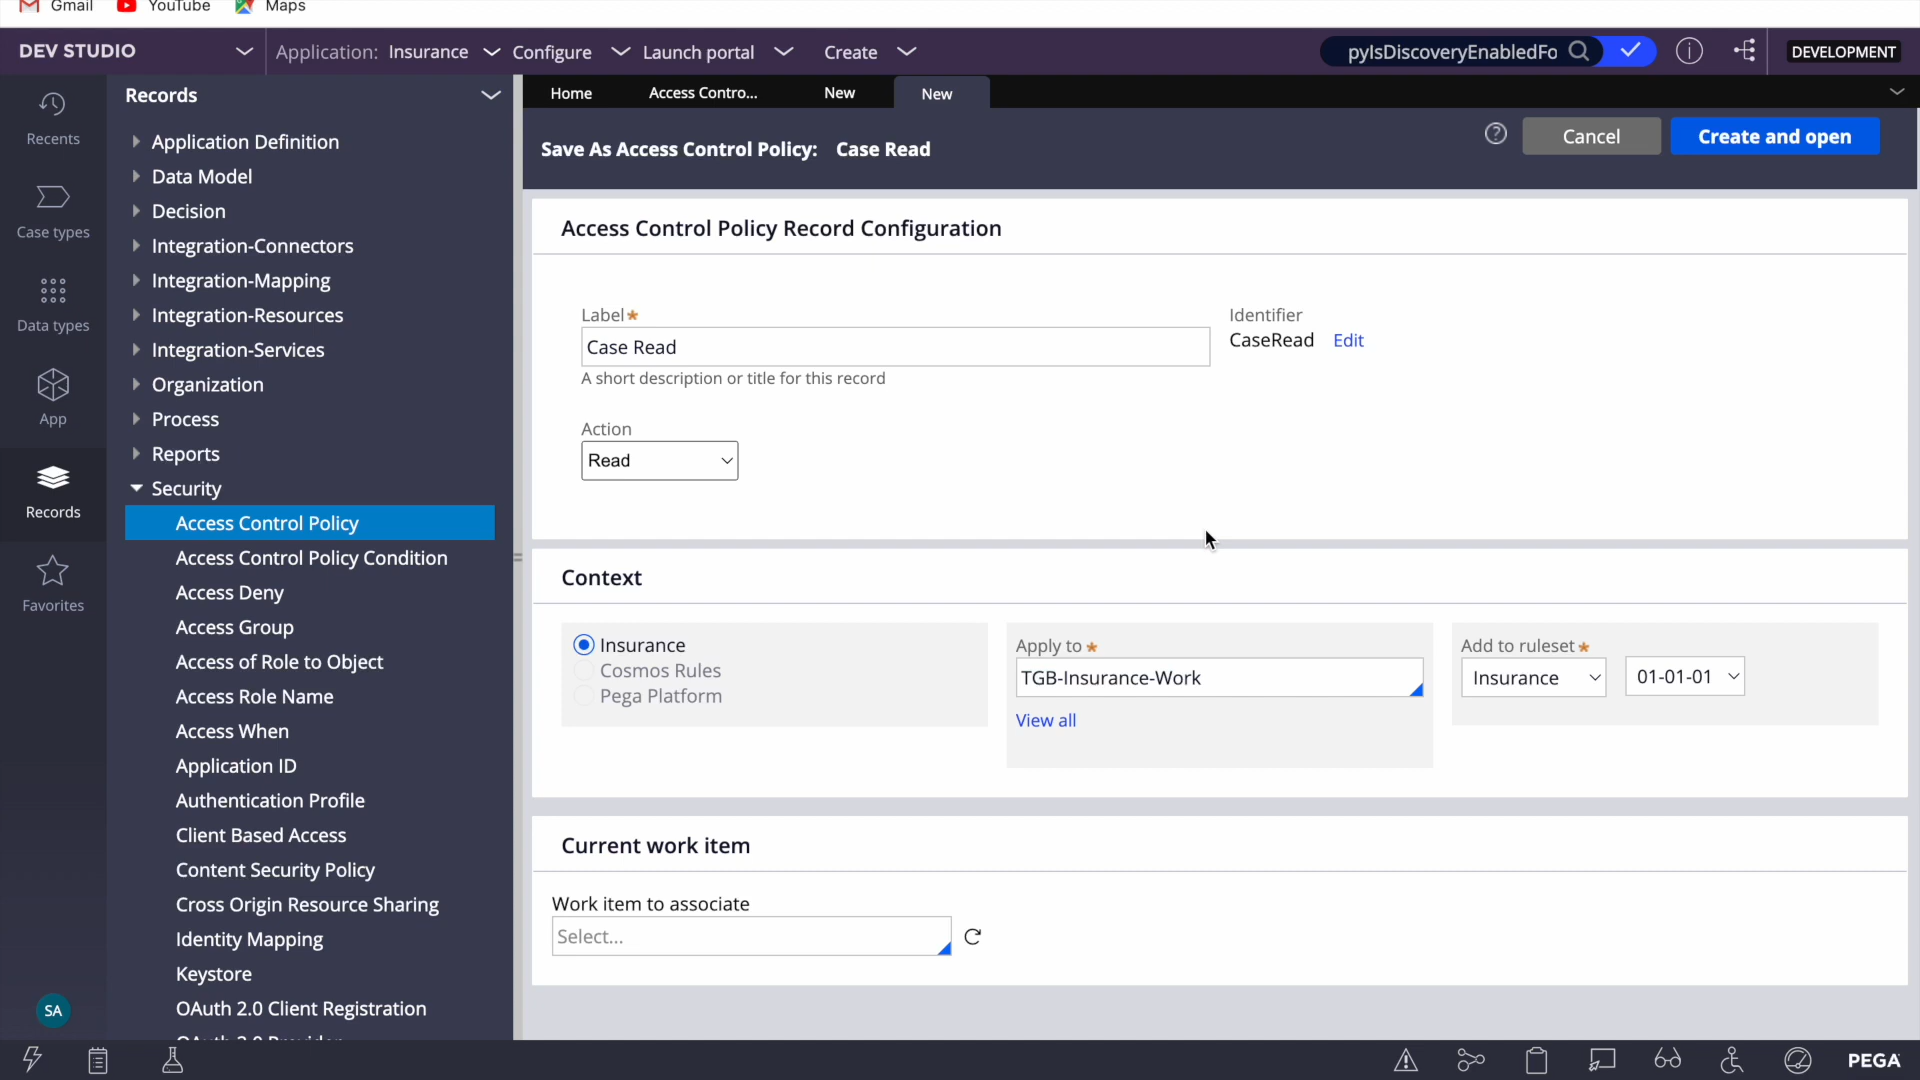 Gmail YouTube Maps
DEV STUDIO Application: Insurance Configure Launch portal Create pyIsDiscoveryEnabledFo DEVELOPMENT
Recents
Case types
Data types
App
Records
Favorites
SA
Records
Application Definition
Data Model
Decision
Integration-Connectors
Integration-Mapping
Integration-Resources
Integration-Services
Organization
Process
Reports
Security
Access Control Policy
Access Control Policy Condition
Access Deny
Access Group
Access of Role to Object
Access Role Name
Access When
Application ID
Authentication Profile
Client Based Access
Content Security Policy
Cross Origin Resource Sharing
Identity Mapping
Keystore
OAuth 2.0 Client Registration
Home Access Contro... New New
Save As Access Control Policy: Case Read
Cancel Create and open
Access Control Policy Record Configuration
Label*
Case Read
A short description or title for this record
Identifier
CaseRead Edit
Action
Read
Context
Insurance
Cosmos Rules
Pega Platform
Apply to *
TGB-Insurance-Work
View all
Add to ruleset*
Insurance 01-01-01
Current work item
Work item to associate
Select...
PEGA